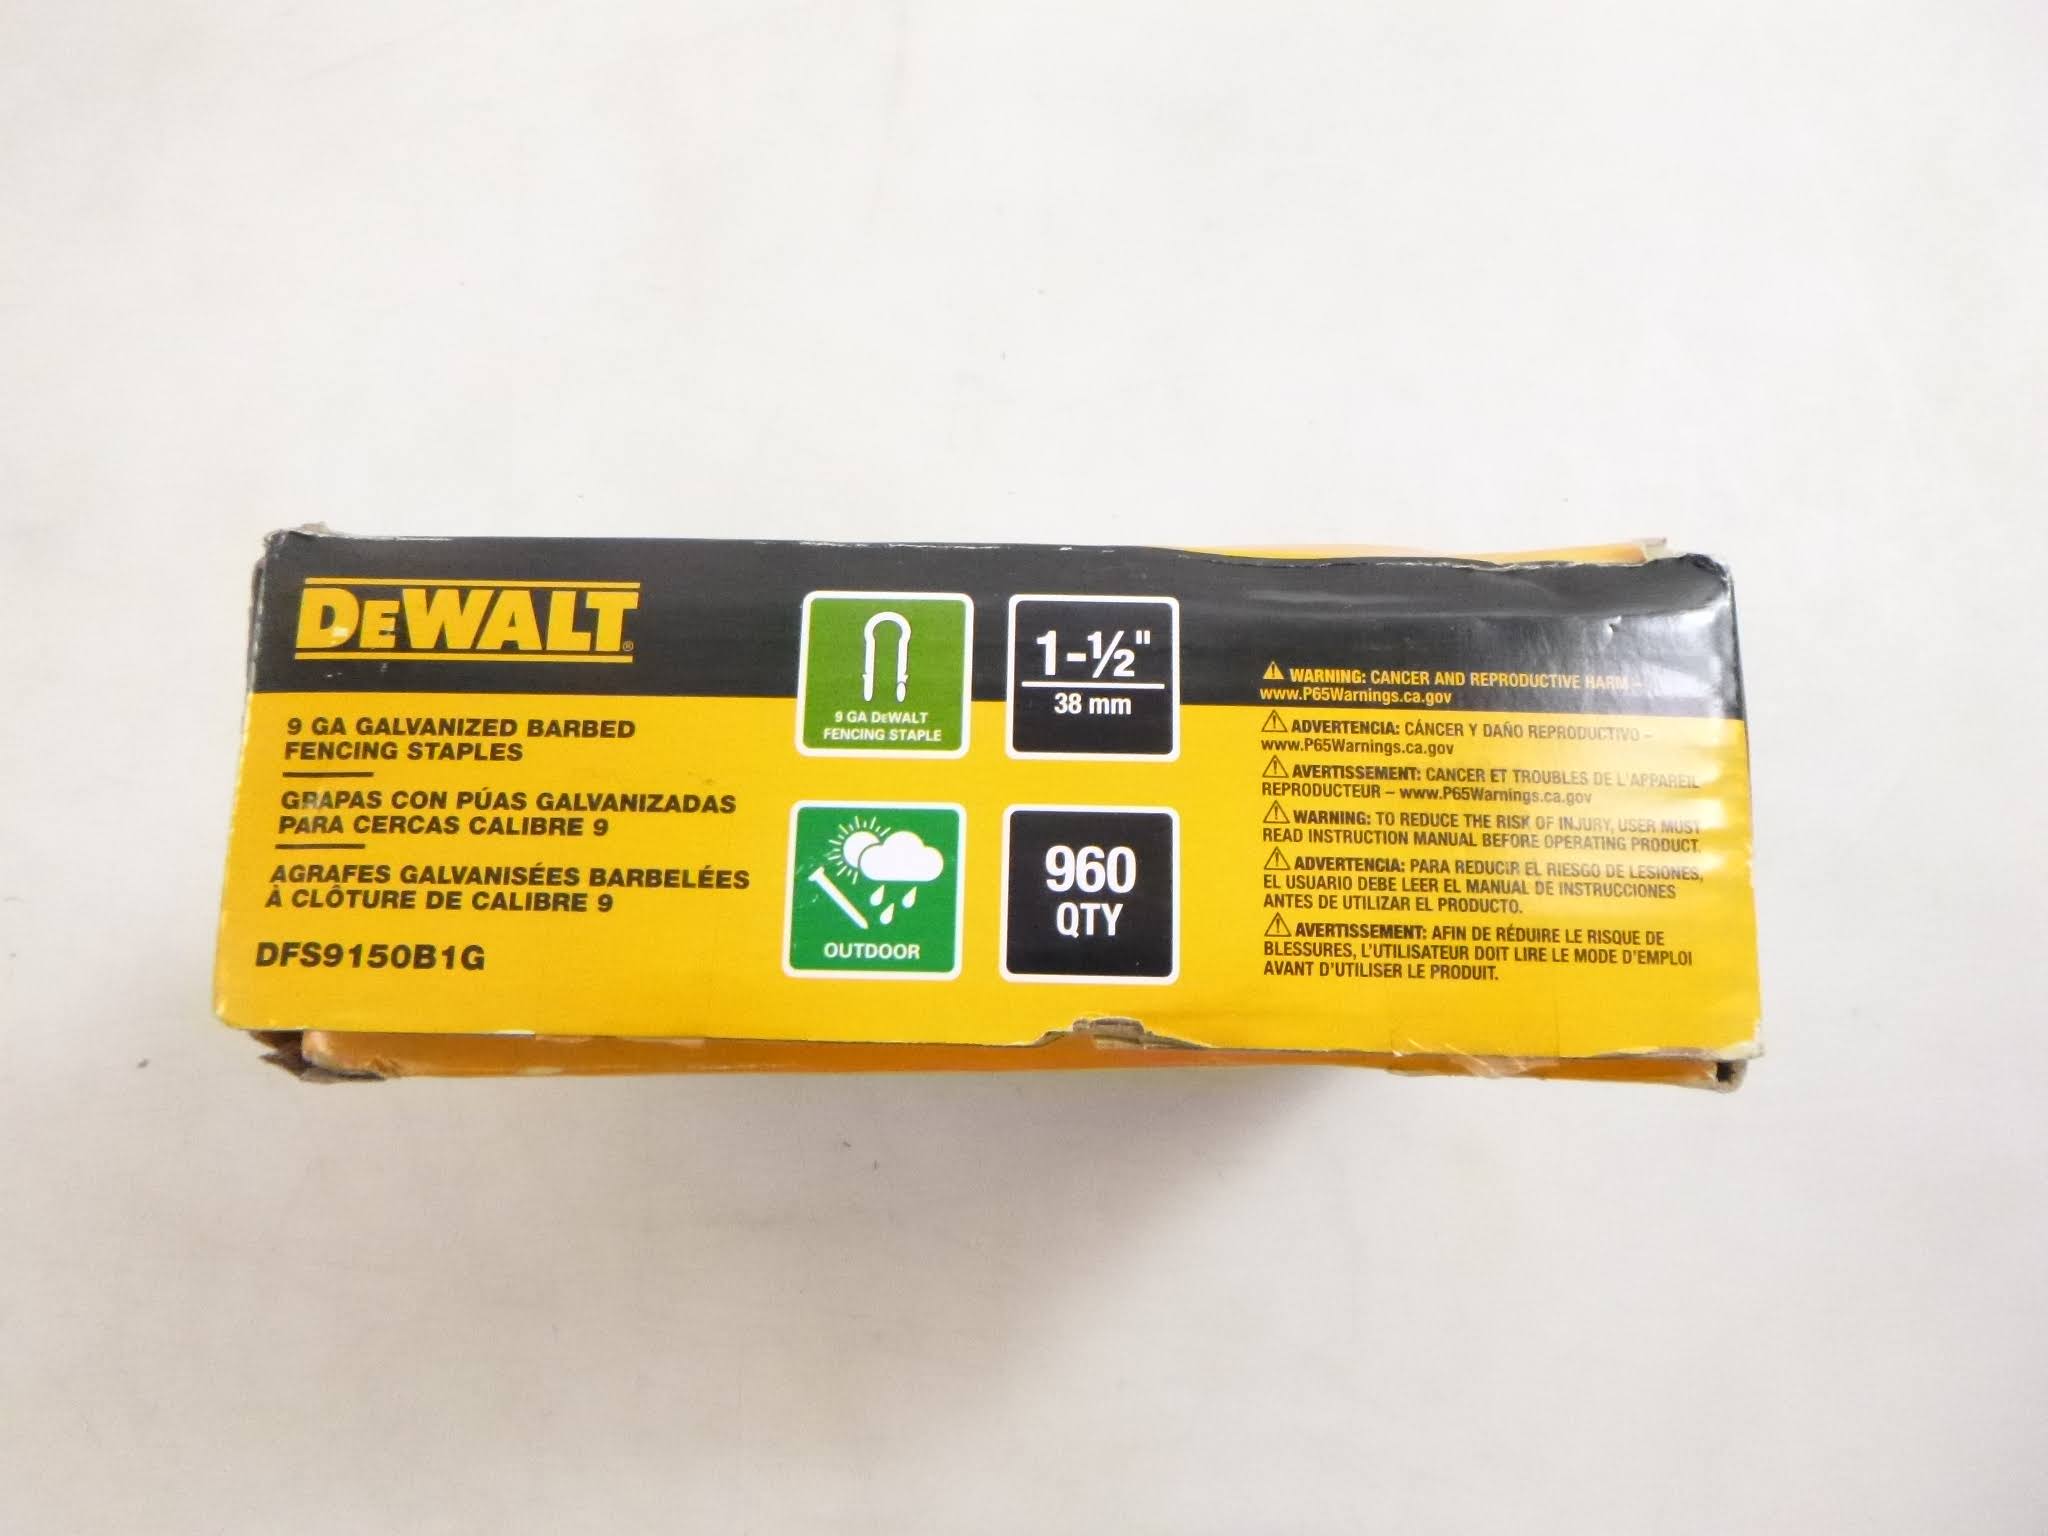 DEWALT®
9 GA GALVANIZED BARBED
FENCING STAPLES
GRAPAS CON PÚAS GALVANIZADAS
PARA CERCAS CALIBRE 9
AGRAFES GALVANISÉES BARBELÉES
À CLÔTURE DE CALIBRE 9
DFS9150B1G
9 GA DEWALT
FENCING STAPLE
1-½"
38 mm
OUTDOOR
960
QTY
WARNING: CANCER AND REPRODUCTIVE HARM –
www.P65Warnings.ca.gov
ADVERTENCIA: CÁNCER Y DAÑO REPRODUCTIVO –
www.P65Warnings.ca.gov
AVERTISSEMENT: CANCER ET TROUBLES DE L'APPAREIL
REPRODUCTEUR – www.P65Warnings.ca.gov
WARNING: TO REDUCE THE RISK OF INJURY, USER MUST
READ INSTRUCTION MANUAL BEFORE OPERATING PRODUCT.
ADVERTENCIA: PARA REDUCIR EL RIESGO DE LESIONES,
EL USUARIO DEBE LEER EL MANUAL DE INSTRUCCIONES
ANTES DE UTILIZAR EL PRODUCTO.
AVERTISSEMENT: AFIN DE RÉDUIRE LE RISQUE DE
BLESSURES, L'UTILISATEUR DOIT LIRE LE MODE D'EMPLOI
AVANT D'UTILISER LE PRODUIT.